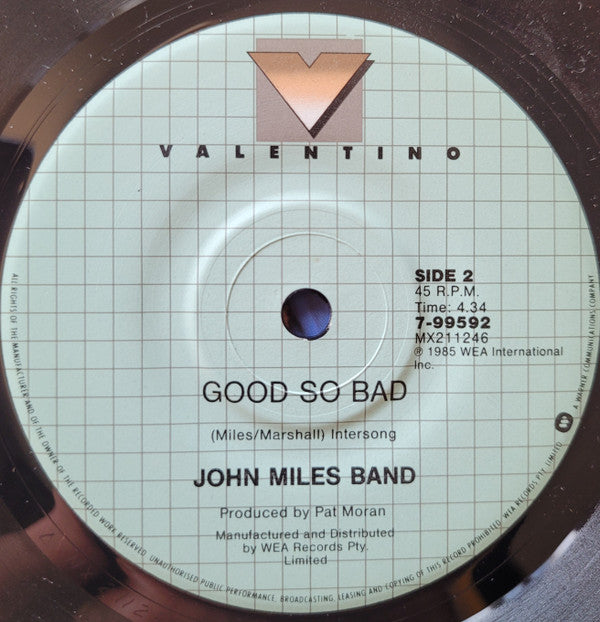 VALENTINO
SIDE 2
45 R.P.M.
Time: 4.34
7-99592
MX211246
℗ 1985 WEA International
Inc.
GOOD SO BAD
(Miles/Marshall) Intersong
JOHN MILES BAND
Produced by Pat Moran
Manufactured and Distributed
by WEA Records Pty.
Limited
ALL RIGHTS OF THE MANUFACTURER AND OF THE OWNER OF THE RECORDED WORK RESERVED. UNAUTHORISED PUBLIC PERFORMANCE, BROADCASTING, LEASING AND COPYING OF THIS RECORD PROHIBITED. WEA RECORDS PTY. LIMITED. A WARNER COMMUNICATIONS COMPANY